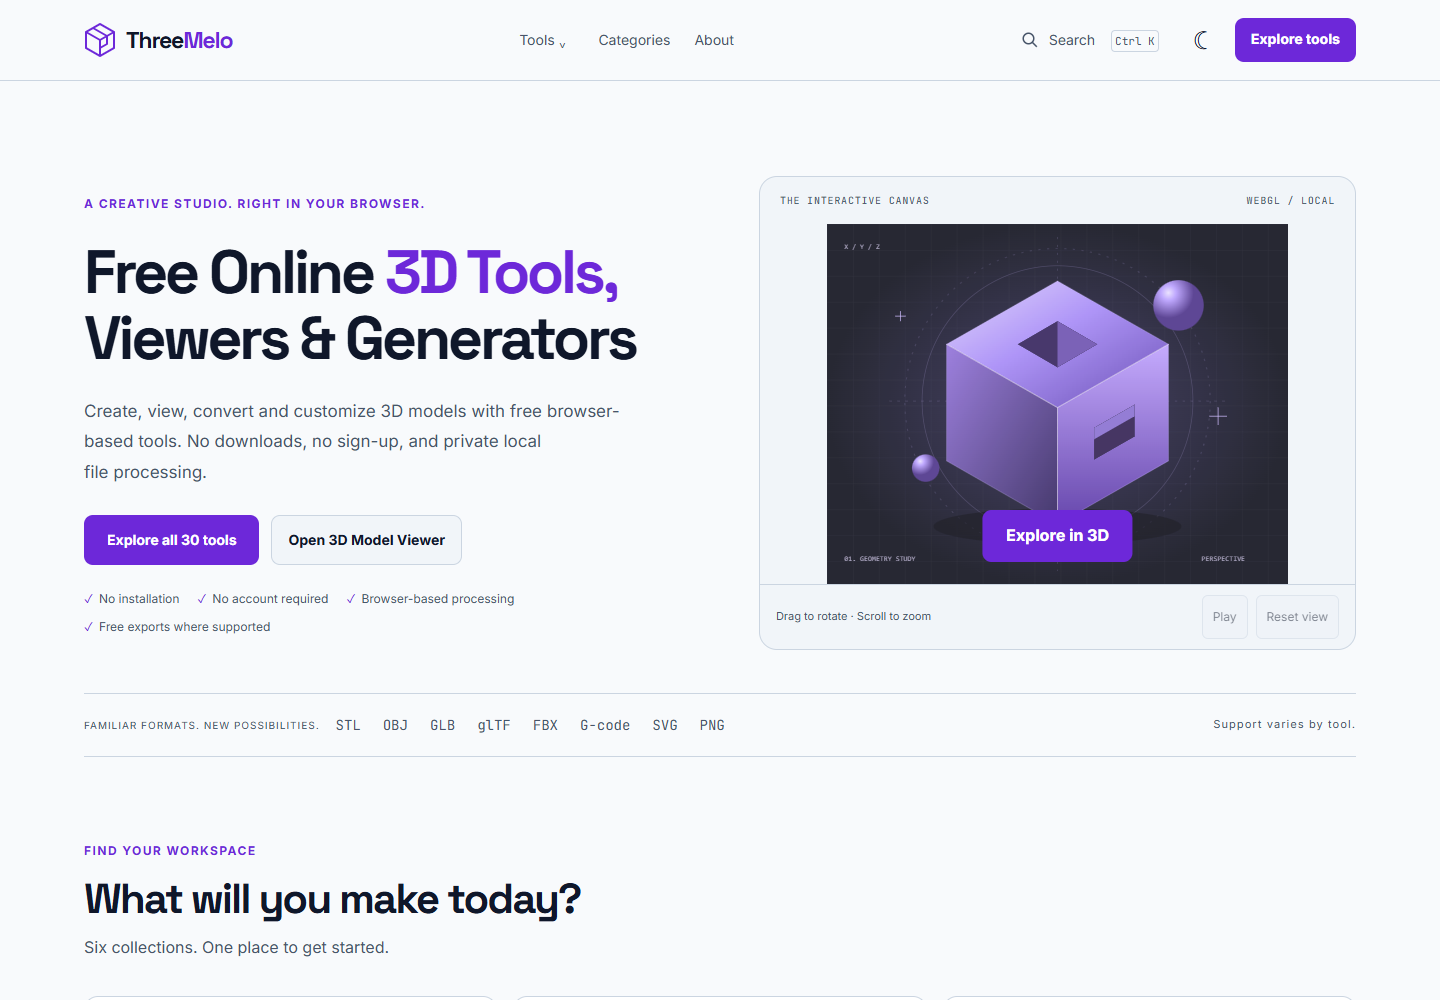 ThreeMelo
Tools
Categories
About
Search
Ctrl K
Explore tools
A CREATIVE STUDIO. RIGHT IN YOUR BROWSER.
Free Online 3D Tools,
Viewers & Generators
Create, view, convert and customize 3D models with free browser-
based tools. No downloads, no sign-up, and private local
file processing.
Explore all 30 tools
Open 3D Model Viewer
✓ No installation
✓ No account required
✓ Browser-based processing
✓ Free exports where supported
THE INTERACTIVE CANVAS
WEBGL / LOCAL
X / Y / Z
Explore in 3D
01. GEOMETRY STUDY
PERSPECTIVE
Drag to rotate · Scroll to zoom
Play
Reset view
FAMILIAR FORMATS. NEW POSSIBILITIES.
STL
OBJ
GLB
glTF
FBX
G-code
SVG
PNG
Support varies by tool.
FIND YOUR WORKSPACE
What will you make today?
Six collections. One place to get started.